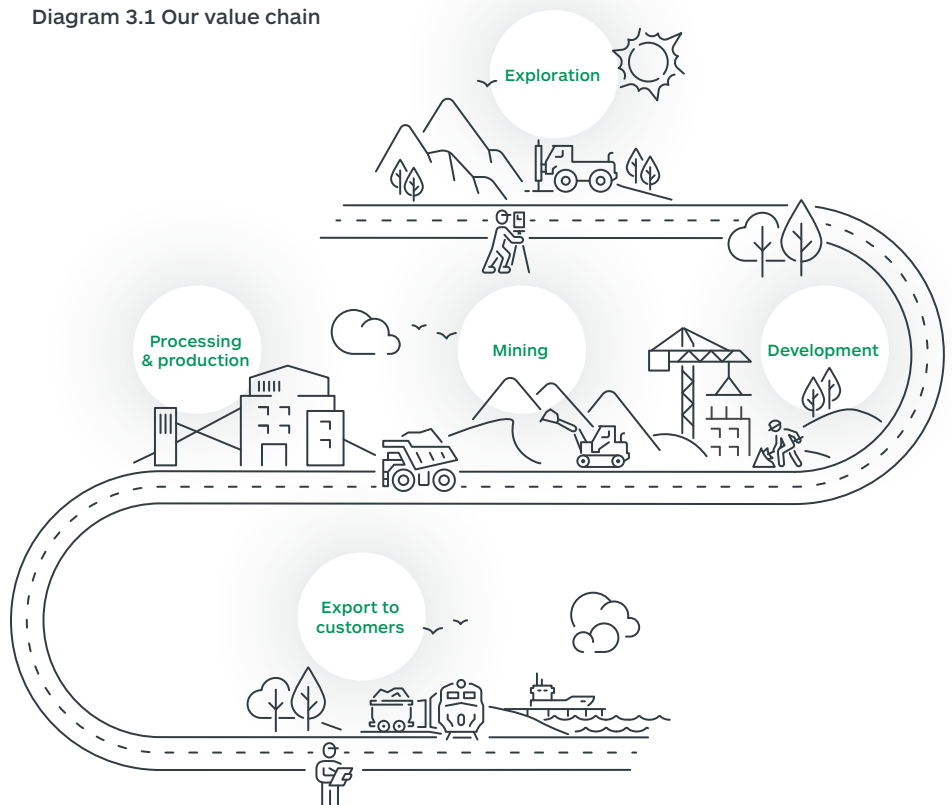 Diagram 3.1 Our value chain
Exploration
Development
Mining
Processing
& production
Export to
customers